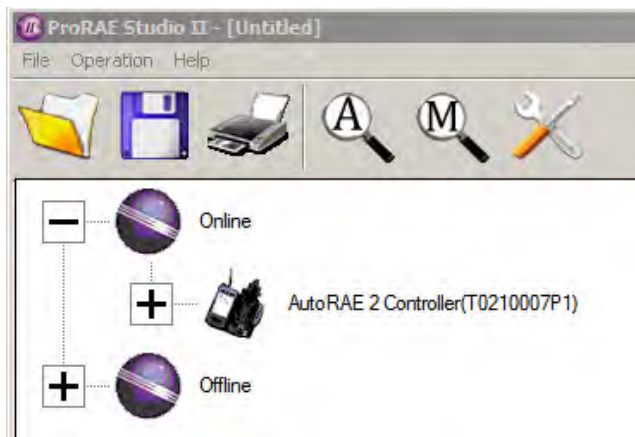 ProRAE Studio II - [Untitled]
File Operation Help
A M
Online
AutoRAE 2 Controller(T0210007P1)
Offline